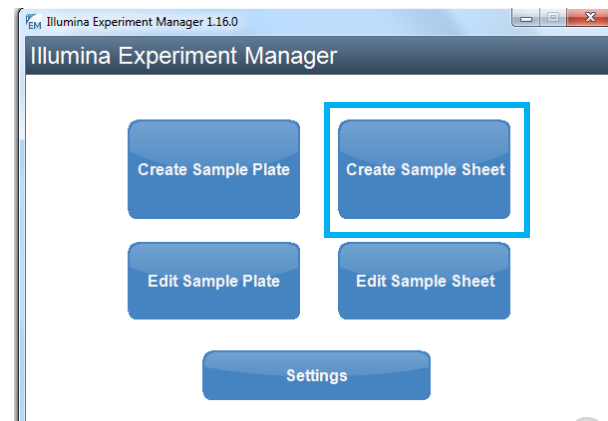 EM Illumina Experiment Manager 1.16.0
Illumina Experiment Manager
Create Sample Plate
Create Sample Sheet
Edit Sample Plate
Edit Sample Sheet
Settings